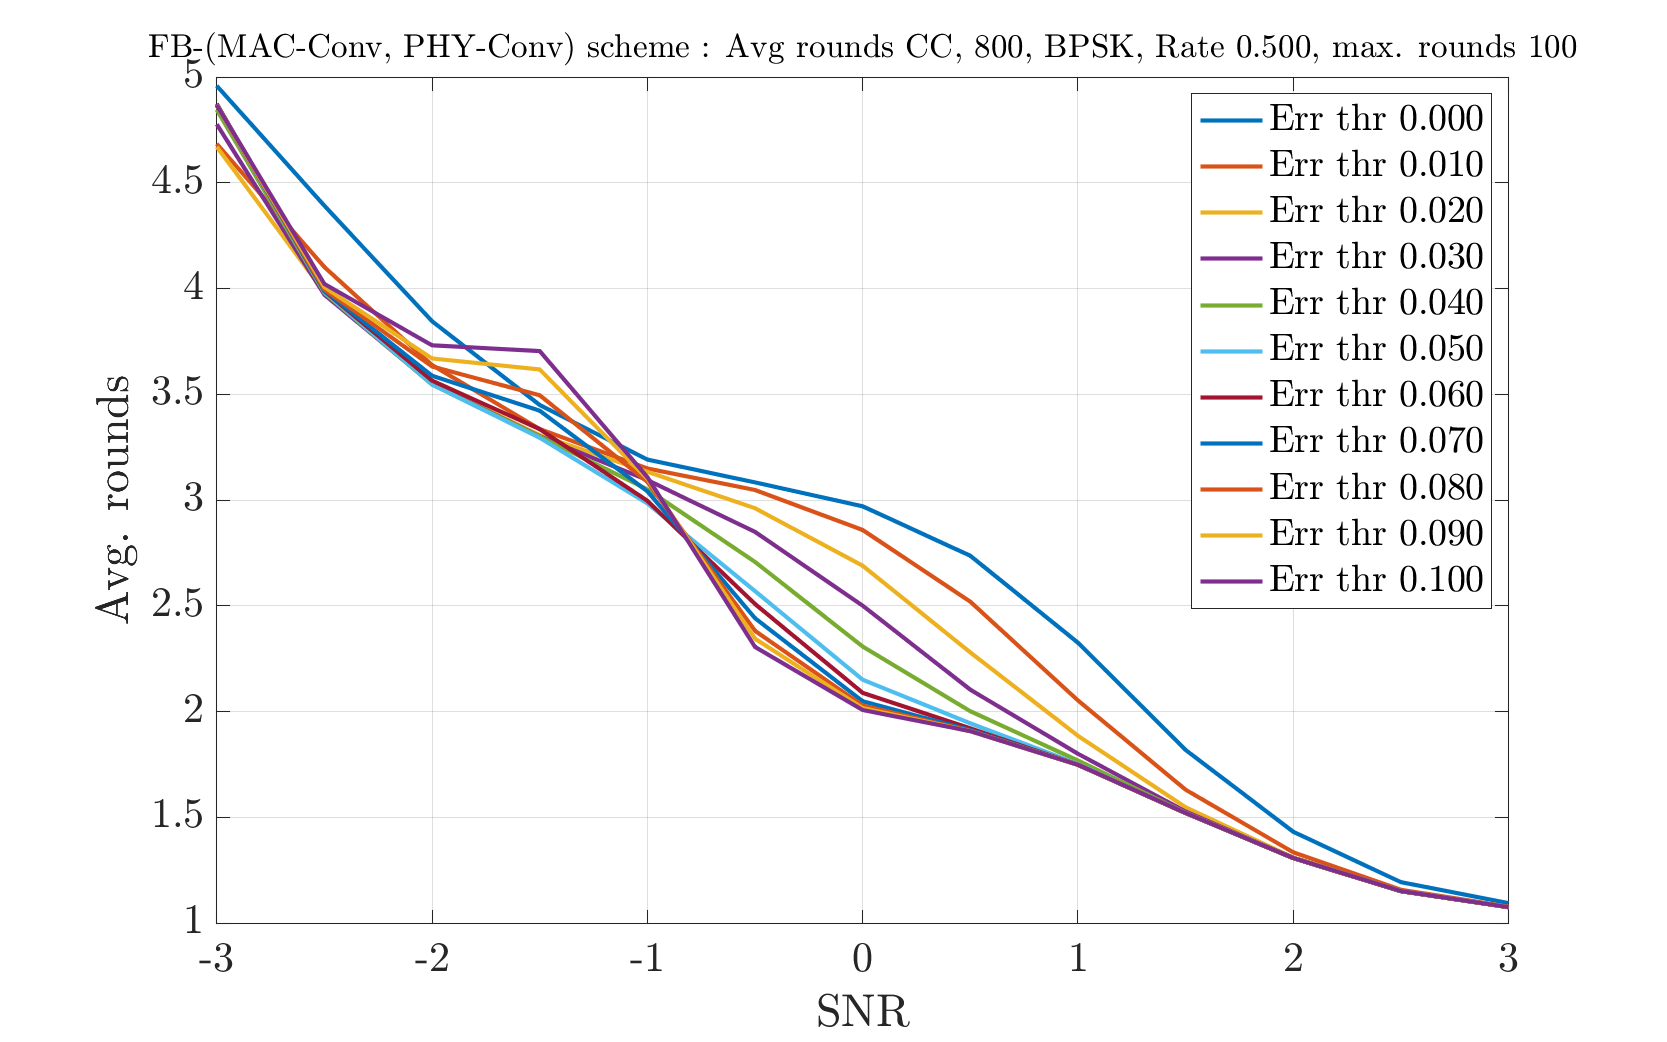 FB-(MAC-Conv, PHY-Conv) scheme : Avg rounds CC, 800, BPSK, Rate 0.500, max. rounds 100
5
4.5
4
3.5
3
2.5
2
1.5
1
Avg. rounds
Err thr 0.000
Err thr 0.010
Err thr 0.020
Err thr 0.030
Err thr 0.040
Err thr 0.050
Err thr 0.060
Err thr 0.070
Err thr 0.080
Err thr 0.090
Err thr 0.100
-3 -2 -1 0 1 2 3
SNR